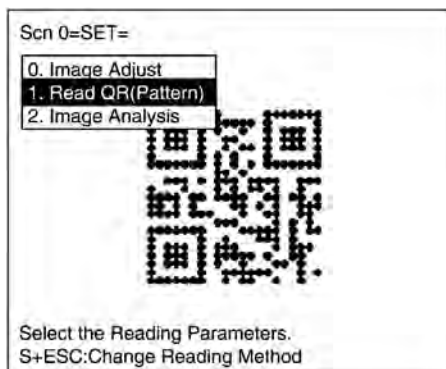 Scn 0=SET=
0. Image Adjust
1. Read QR(Pattern)
2. Image Analysis
Select the Reading Parameters.
S+ESC:Change Reading Method